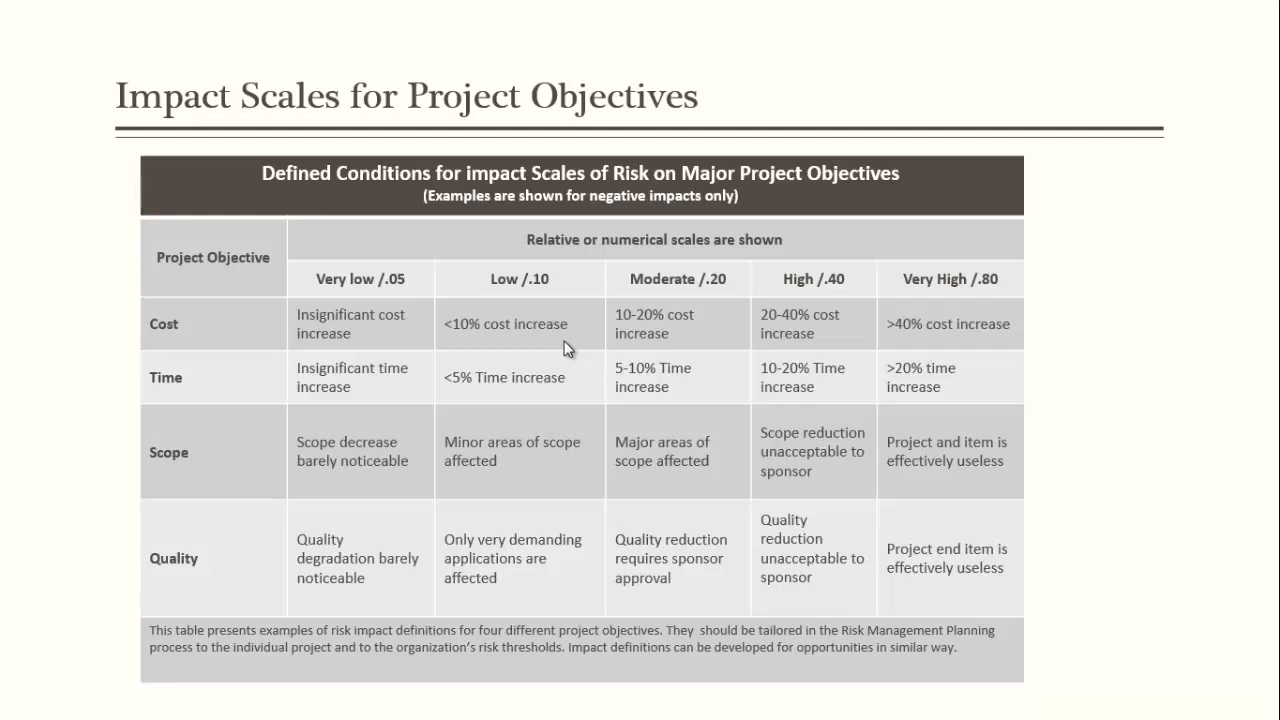 Impact Scales for Project Objectives
Defined Conditions for impact Scales of Risk on Major Project Objectives
(Examples are shown for negative impacts only)
Project Objective
Relative or numerical scales are shown
Very low /.05
Low /.10
Moderate /.20
High /.40
Very High /.80
Cost
Insignificant cost
increase
<10% cost increase
10-20% cost
increase
20-40% cost
increase
>40% cost increase
Time
Insignificant time
increase
<5% Time increase
5-10% Time
increase
10-20% Time
increase
>20% time
increase
Scope
Scope decrease
barely noticeable
Minor areas of scope
affected
Major areas of
scope affected
Scope reduction
unacceptable to
sponsor
Project and item is
effectively useless
Quality
Quality
degradation barely
noticeable
Only very demanding
applications are
affected
Quality reduction
requires sponsor
approval
Quality
reduction
unacceptable to
sponsor
Project end item is
effectively useless
This table presents examples of risk impact definitions for four different project objectives. They should be tailored in the Risk Management Planning
process to the individual project and to the organization's risk thresholds. Impact definitions can be developed for opportunities in similar way.